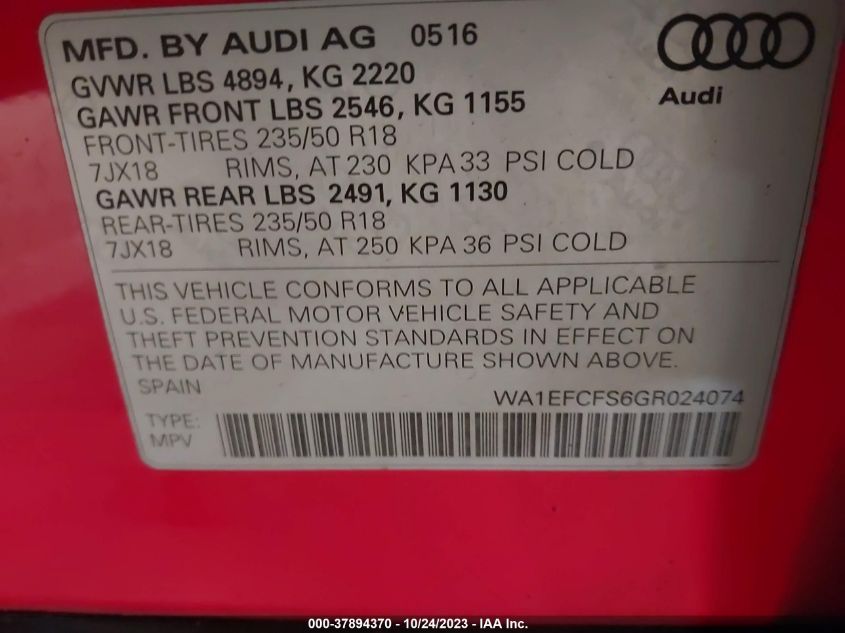 MFD. BY AUDI AG 0516
GVWR LBS 4894, KG 2220
GAWR FRONT LBS 2546, KG 1155
Audi
FRONT-TIRES 235/50 R18
7JX18 RIMS, AT 230 KPA 33 PSI COLD
GAWR REAR LBS 2491, KG 1130
REAR-TIRES 235/50 R18
7JX18 RIMS, AT 250 KPA 36 PSI COLD
THIS VEHICLE CONFORMS TO ALL APPLICABLE
U.S. FEDERAL MOTOR VEHICLE SAFETY AND
THEFT PREVENTION STANDARDS IN EFFECT ON
THE DATE OF MANUFACTURE SHOWN ABOVE.
SPAIN
WA1EFCFS6GR024074
TYPE:
MPV
000-37894370 - 10/24/2023 - IAA Inc.